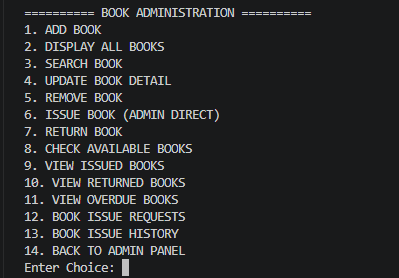 ========== BOOK ADMINISTRATION ==========
1. ADD BOOK
2. DISPLAY ALL BOOKS
3. SEARCH BOOK
4. UPDATE BOOK DETAIL
5. REMOVE BOOK
6. ISSUE BOOK (ADMIN DIRECT)
7. RETURN BOOK
8. CHECK AVAILABLE BOOKS
9. VIEW ISSUED BOOKS
10. VIEW RETURNED BOOKS
11. VIEW OVERDUE BOOKS
12. BOOK ISSUE REQUESTS
13. BOOK ISSUE HISTORY
14. BACK TO ADMIN PANEL
Enter Choice: